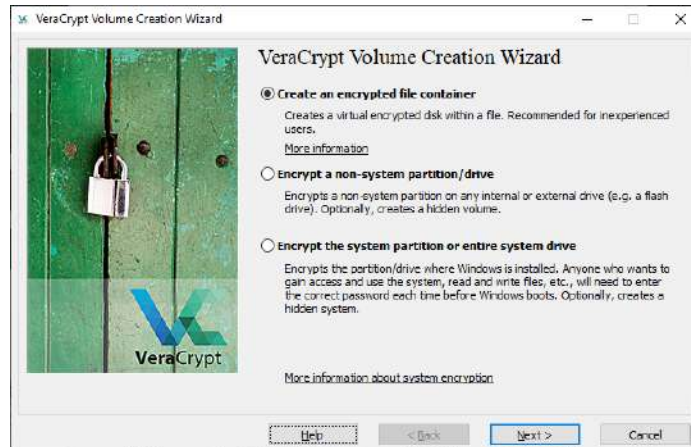 VeraCrypt Volume Creation Wizard
VeraCrypt Volume Creation Wizard
Create an encrypted file container
Creates a virtual encrypted disk within a file. Recommended for inexperienced
users.
More information
Encrypt a non-system partition/drive
Encrypts a non-system partition on any internal or external drive (e.g. a flash
drive). Optionally, creates a hidden volume.
Encrypt the system partition or entire system drive
Encrypts the partition/drive where Windows is installed. Anyone who wants to
gain access and use the system, read and write files, etc., will need to enter
the correct password each time before Windows boots. Optionally, creates a
hidden system.
VeraCrypt
More information about system encryption
Help
< Back
Next >
Cancel